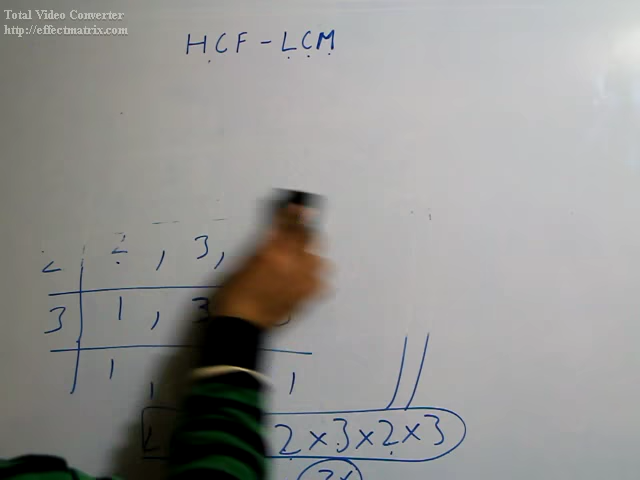 Total Video Converter
http://effectmatrix.com
HCF - LCM
2 2 , 3 ,
3 1 , 3
1 , 1
2 × 3 × 2 × 3